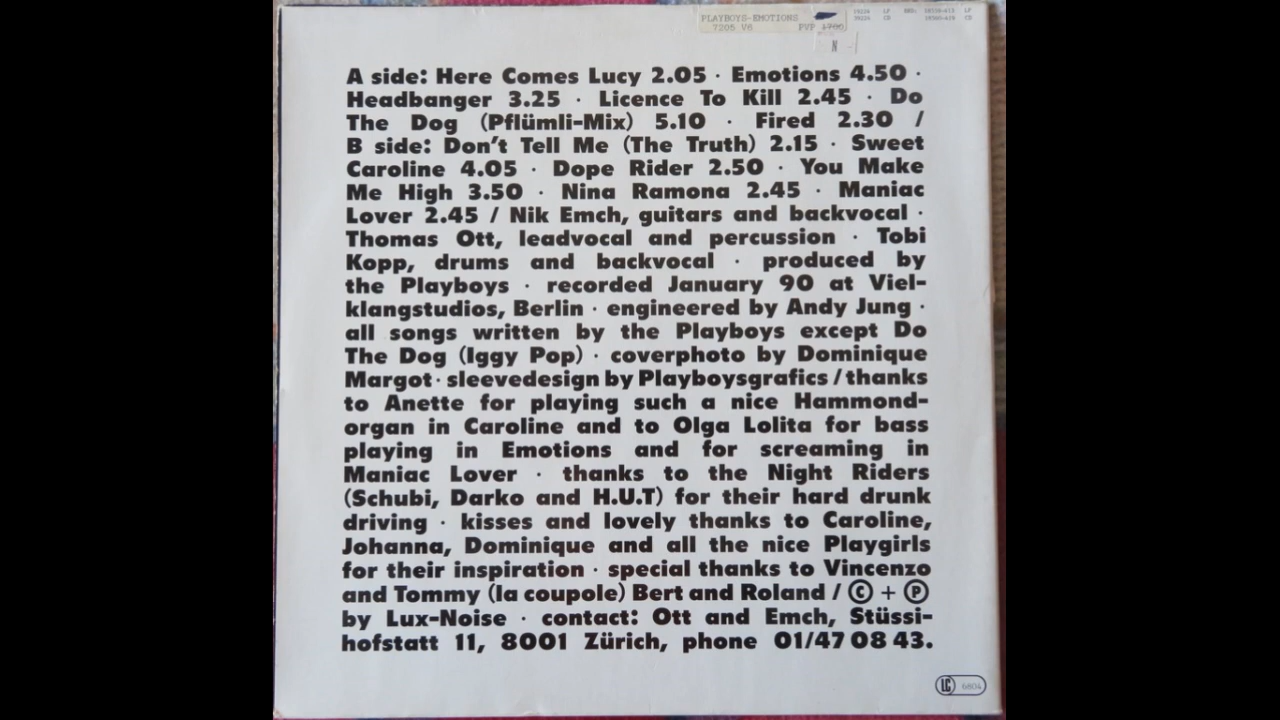 PLAYBOYS-EMOTIONS
7205 V6 PVP 1700
N
A side: Here Comes Lucy 2.05 · Emotions 4.50 ·
Headbanger 3.25 · Licence To Kill 2.45 · Do
The Dog (Pflümli-Mix) 5.10 · Fired 2.30 /
B side: Don't Tell Me (The Truth) 2.15 · Sweet
Caroline 4.05 · Dope Rider 2.50 · You Make
Me High 3.50 · Nina Ramona 2.45 · Maniac
Lover 2.45 / Nik Emch, guitars and backvocal ·
Thomas Ott, leadvocal and percussion · Tobi
Kopp, drums and backvocal · produced by
the Playboys · recorded January 90 at Viel-
klangstudios, Berlin · engineered by Andy Jung ·
all songs written by the Playboys except Do
The Dog (Iggy Pop) · coverphoto by Dominique
Margot · sleevedesign by Playboysgrafics / thanks
to Anette for playing such a nice Hammond-
organ in Caroline and to Olga Lolita for bass
playing in Emotions and for screaming in
Maniac Lover · thanks to the Night Riders
(Schubi, Darko and H.U.T) for their hard drunk
driving · kisses and lovely thanks to Caroline,
Johanna, Dominique and all the nice Playgirls
for their inspiration · special thanks to Vincenzo
and Tommy (la coupole) Bert and Roland / © + ℗
by Lux-Noise · contact: Ott and Emch, Stüssi-
hofstatt 11, 8001 Zürich, phone 01/47 08 43.
LC 6804